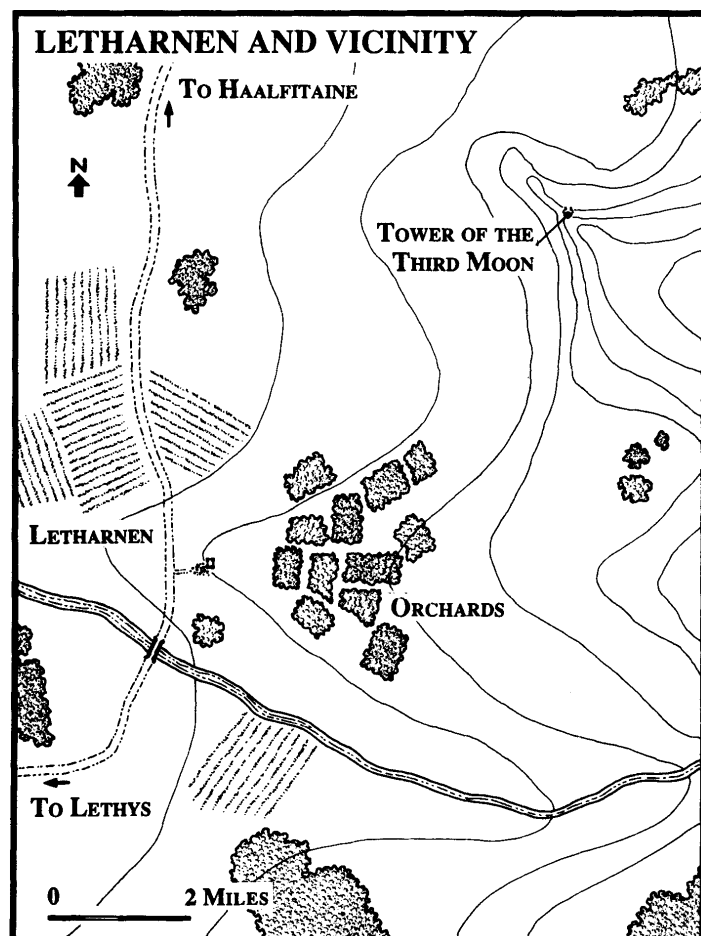 LETHARNEN AND VICINITY
TO HAALFITAINE
N
TOWER OF THE
THIRD MOON
LETHARNEN
ORCHARDS
TO LETHYS
0 2 MILES